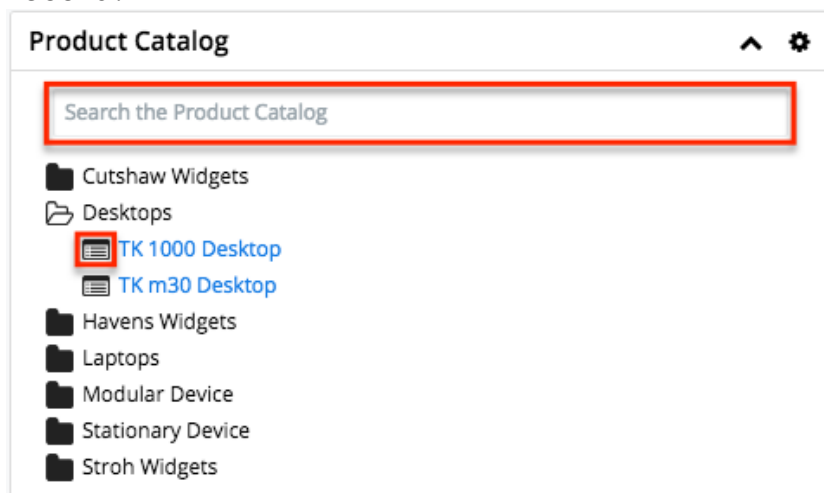 Product Catalog
Search the Product Catalog
Cutshaw Widgets
Desktops
TK 1000 Desktop
TK m30 Desktop
Havens Widgets
Laptops
Modular Device
Stationary Device
Stroh Widgets